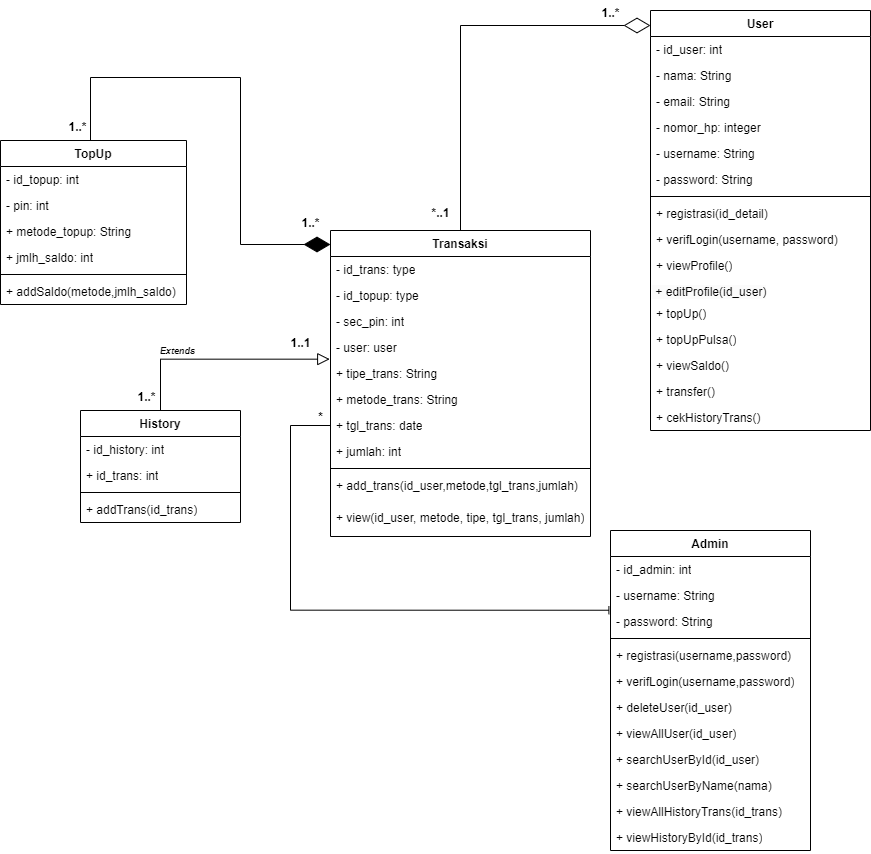 1..*
User
- id_user: int
- nama: String
- email: String
- nomor_hp: integer
- username: String
- password: String
+ registrasi(id_detail)
+ verifLogin(username, password)
+ viewProfile()
+ editProfile(id_user)
+ topUp()
+ topUpPulsa()
+ viewSaldo()
+ transfer()
+ cekHistoryTrans()
1..*
TopUp
- id_topup: int
- pin: int
+ metode_topup: String
+ jmlh_saldo: int
+ addSaldo(metode,jmlh_saldo)
1..*
*..1
Transaksi
- id_trans: type
- id_topup: type
- sec_pin: int
- user: user
+ tipe_trans: String
+ metode_trans: String
+ tgl_trans: date
+ jumlah: int
+ add_trans(id_user,metode,tgl_trans,jumlah)
+ view(id_user, metode, tipe, tgl_trans, jumlah)
Extends
1..1
1..*
*
History
- id_history: int
+ id_trans: int
+ addTrans(id_trans)
Admin
- id_admin: int
- username: String
- password: String
+ registrasi(username,password)
+ verifLogin(username,password)
+ deleteUser(id_user)
+ viewAllUser(id_user)
+ searchUserById(id_user)
+ searchUserByName(nama)
+ viewAllHistoryTrans(id_trans)
+ viewHistoryById(id_trans)